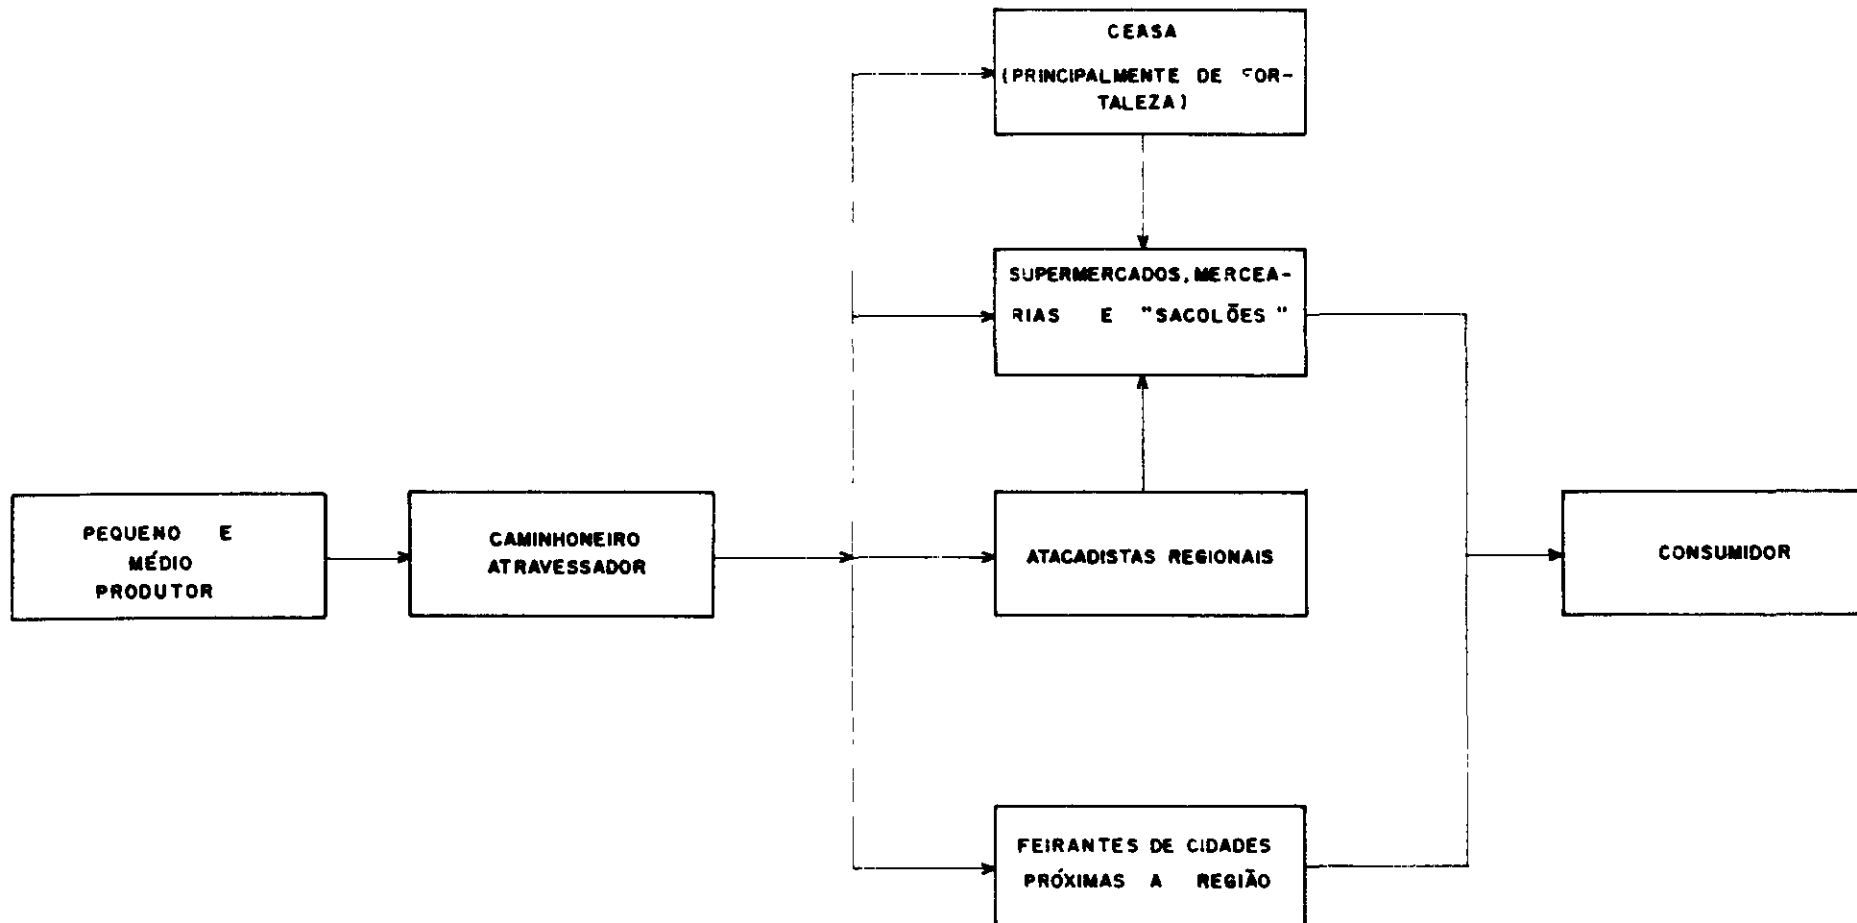 CEASA
(PRINCIPALMENTE DE FOR-
TALEZA)
SUPERMERCADOS, MERCEA-
RIAS E "SACOLÕES"
PEQUENO E
MÉDIO
PRODUTOR
CAMINHONEIRO
ATRAVESSADOR
ATACADISTAS REGIONAIS
CONSUMIDOR
FEIRANTES DE CIDADES
PRÓXIMAS A REGIÃO